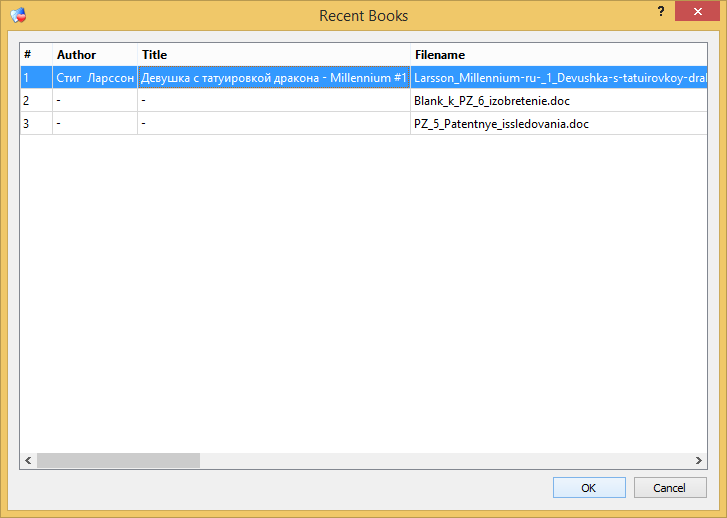 Recent Books
?
# Author Title Filename
1 Стиг Ларссон Девушка с татуировкой дракона - Millennium #1 Larsson_Millennium-ru-_1_Devushka-s-tatuirovkoy-dral
2 - - Blank_k_PZ_6_izobretenie.doc
3 - - PZ_5_Patentnye_issledovania.doc
OK Cancel